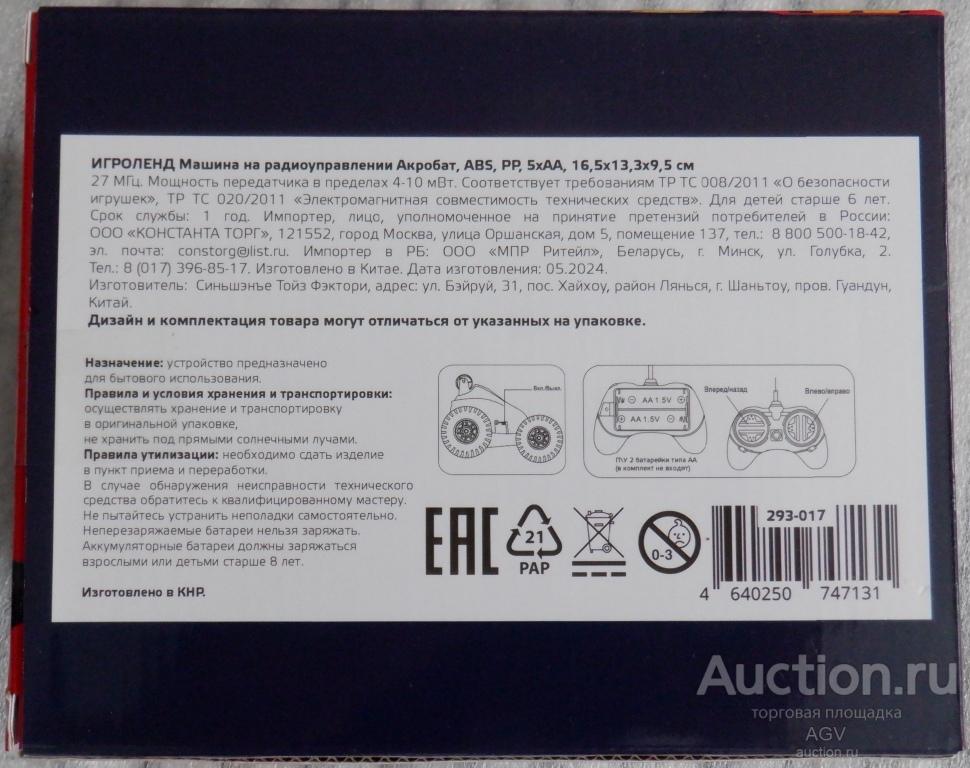 ИГРОЛЕНД Машина на радиоуправлении Акробат, ABS, PP, 5xAA, 16,5x13,3x9,5 см
27 МГц. Мощность передатчика в пределах 4-10 мВт. Соответствует требованиям ТР ТС 008/2011 «О безопасности
игрушек», ТР ТС 020/2011 «Электромагнитная совместимость технических средств». Для детей старше 6 лет.
Срок службы: 1 год. Импортер, лицо, уполномоченное на принятие претензий потребителей в России:
ООО «КОНСТАНТА ТОРГ», 121552, город Москва, улица Оршанская, дом 5, помещение 137, тел.: 8 800 500-18-42,
эл. почта: constorg@list.ru. Импортер в РБ: ООО «МПР Ритейл», Беларусь, г. Минск, ул. Голубка, 2.
Тел.: 8 (017) 396-85-17. Изготовлено в Китае. Дата изготовления: 05.2024.
Изготовитель: Синьшэнъе Тойз Фэктори, адрес: ул. Бэйруй, 31, пос. Хайхоу, район Лянься, г. Шаньтоу, пров. Гуандун,
Китай.
Дизайн и комплектация товара могут отличаться от указанных на упаковке.
Назначение: устройство предназначено
для бытового использования.
Правила и условия хранения и транспортировки:
осуществлять хранение и транспортировку
в оригинальной упаковке,
не хранить под прямыми солнечными лучами.
Правила утилизации: необходимо сдать изделие
в пункт приема и переработки.
В случае обнаружения неисправности технического
средства обратитесь к квалифицированному мастеру.
Не пытайтесь устранить неполадки самостоятельно.
Неперезаряжаемые батареи нельзя заряжать.
Аккумуляторные батареи должны заряжаться
взрослыми или детьми старше 8 лет.
Изготовлено в КНР.
Вкл./Выкл.
AA 1.5V
AA 1.5V
П\У 2 батарейки типа АА
(в комплект не входят)
Вперед/назад
Влево/вправо
EAC
21
PAP
0-3
293-017
4 640250 747131
Auction.ru
торговая площадка
AGV
auction.ru